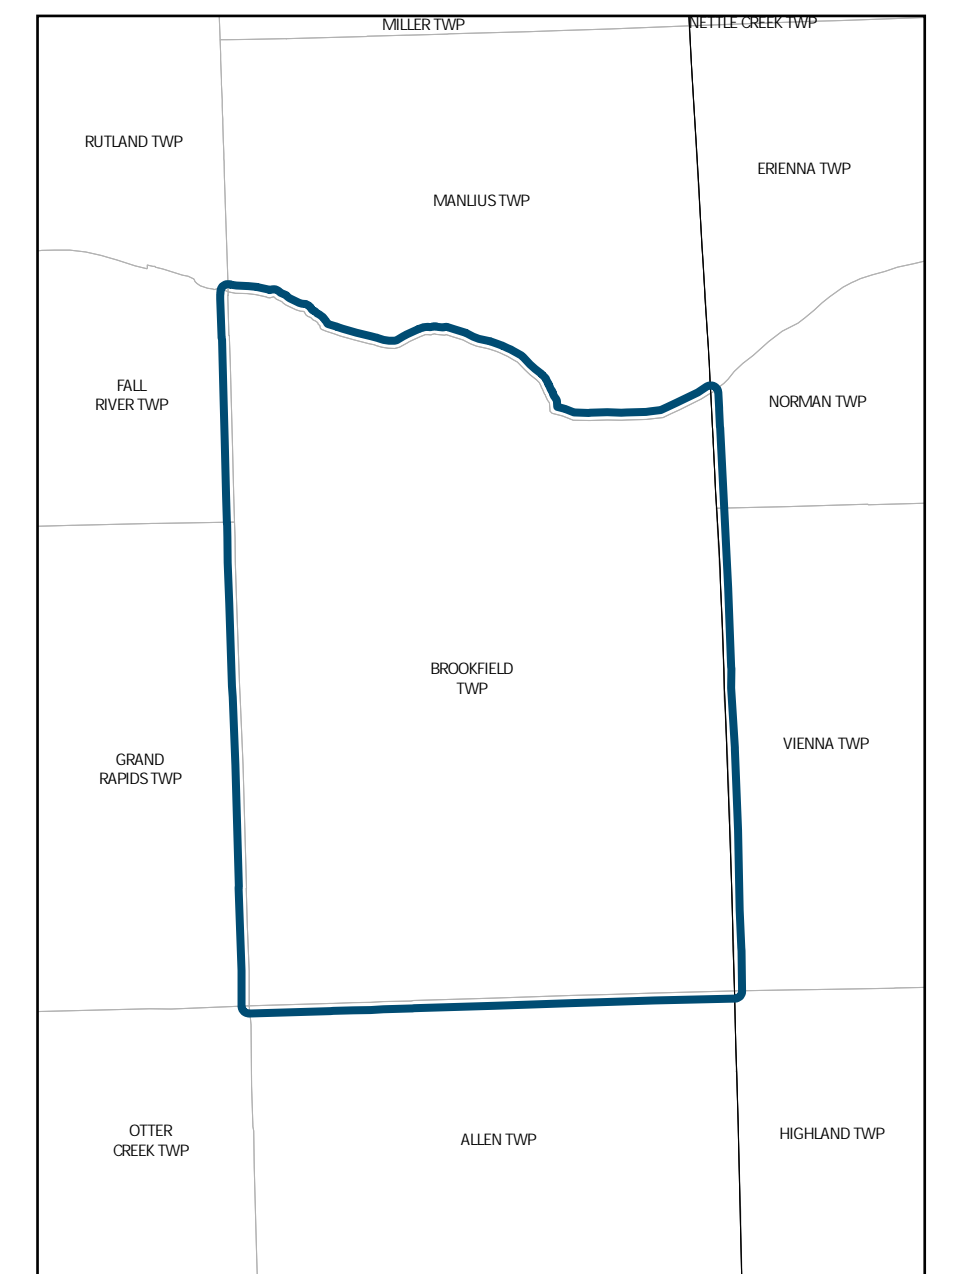 MILLER TWP
NETTLE CREEK TWP
RUTLAND TWP
ERIENNA TWP
MANLIUS TWP
FALL
RIVER TWP
NORMAN TWP
BROOKFIELD
TWP
VIENNA TWP
GRAND
RAPIDS TWP
OTTER
CREEK TWP
ALLEN TWP
HIGHLAND TWP